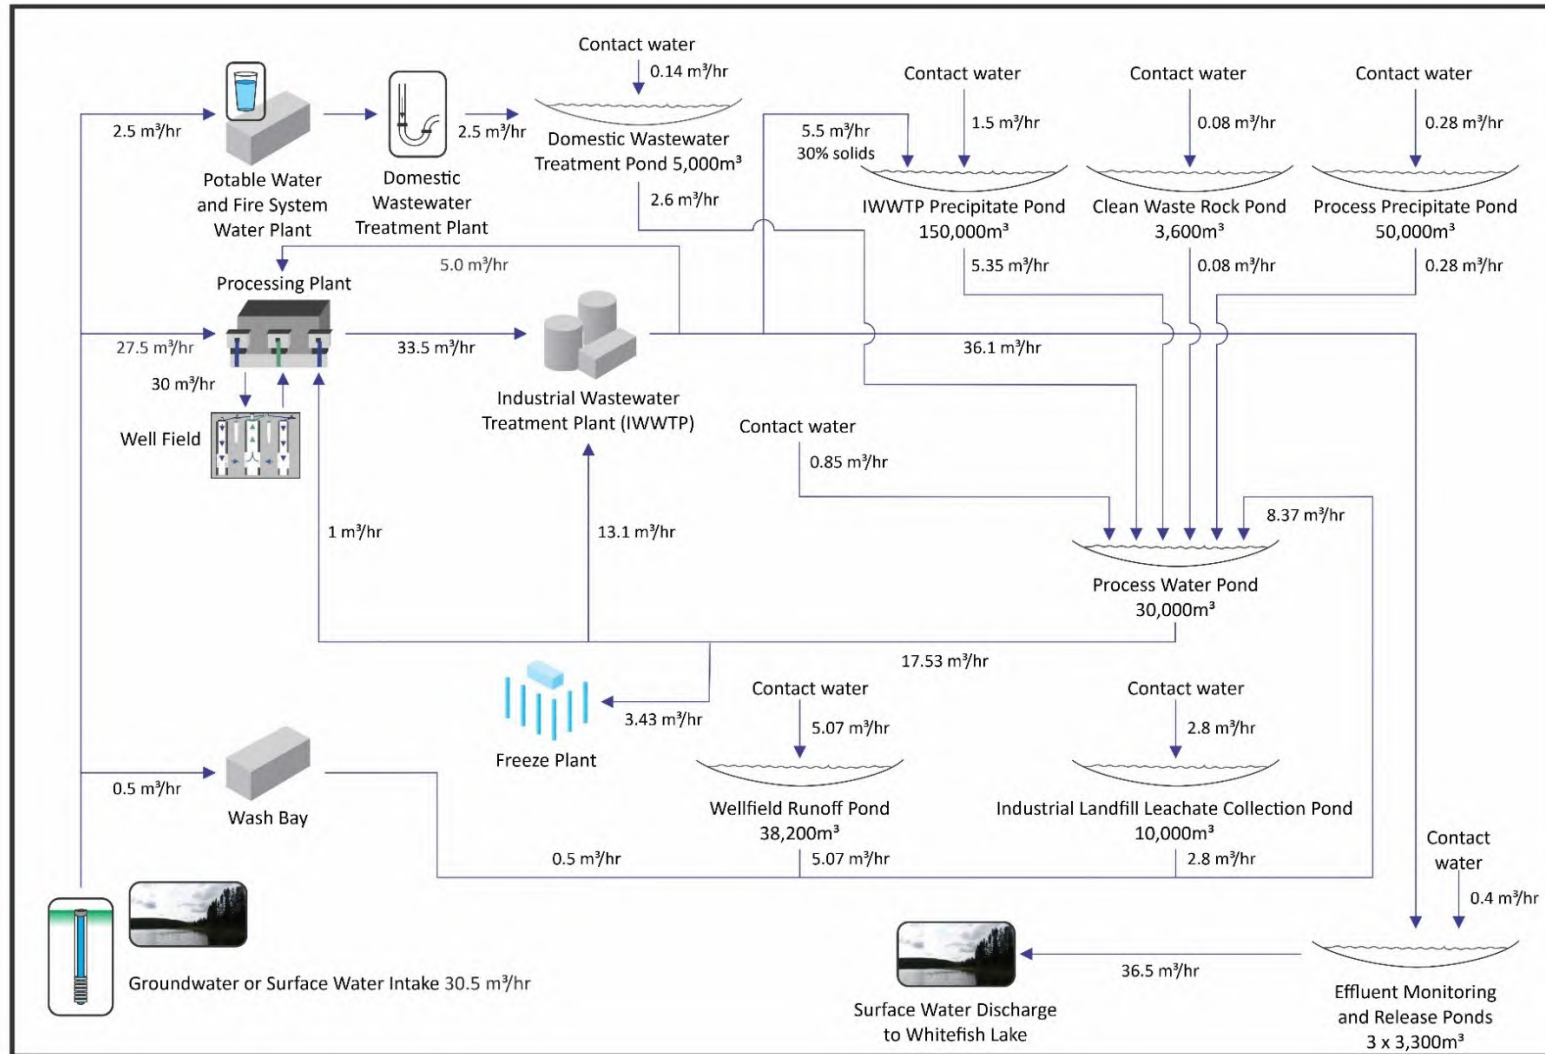 Contact water
0.14 m³/hr
2.5 m³/hr
Potable Water
and Fire System
Water Plant
Domestic
Wastewater
Treatment Plant
2.5 m³/hr
Domestic Wastewater
Treatment Pond 5,000m³
2.6 m³/hr
5.5 m³/hr
30% solids
Contact water
1.5 m³/hr
IWWTP Precipitate Pond
150,000m³
5.35 m³/hr
Contact water
0.08 m³/hr
Clean Waste Rock Pond
3,600m³
0.08 m³/hr
Contact water
0.28 m³/hr
Process Precipitate Pond
50,000m³
0.28 m³/hr
5.0 m³/hr
Processing Plant
27.5 m³/hr
33.5 m³/hr
36.1 m³/hr
30 m³/hr
Well Field
Industrial Wastewater
Treatment Plant (IWWTP)
Contact water
0.85 m³/hr
1 m³/hr
13.1 m³/hr
8.37 m³/hr
Process Water Pond
30,000m³
17.53 m³/hr
3.43 m³/hr
Freeze Plant
Contact water
5.07 m³/hr
Wellfield Runoff Pond
38,200m³
5.07 m³/hr
Contact water
2.8 m³/hr
Industrial Landfill Leachate Collection Pond
10,000m³
2.8 m³/hr
0.5 m³/hr
Wash Bay
0.5 m³/hr
Contact
water
0.4 m³/hr
Groundwater or Surface Water Intake 30.5 m³/hr
36.5 m³/hr
Surface Water Discharge
to Whitefish Lake
Effluent Monitoring
and Release Ponds
3 x 3,300m³